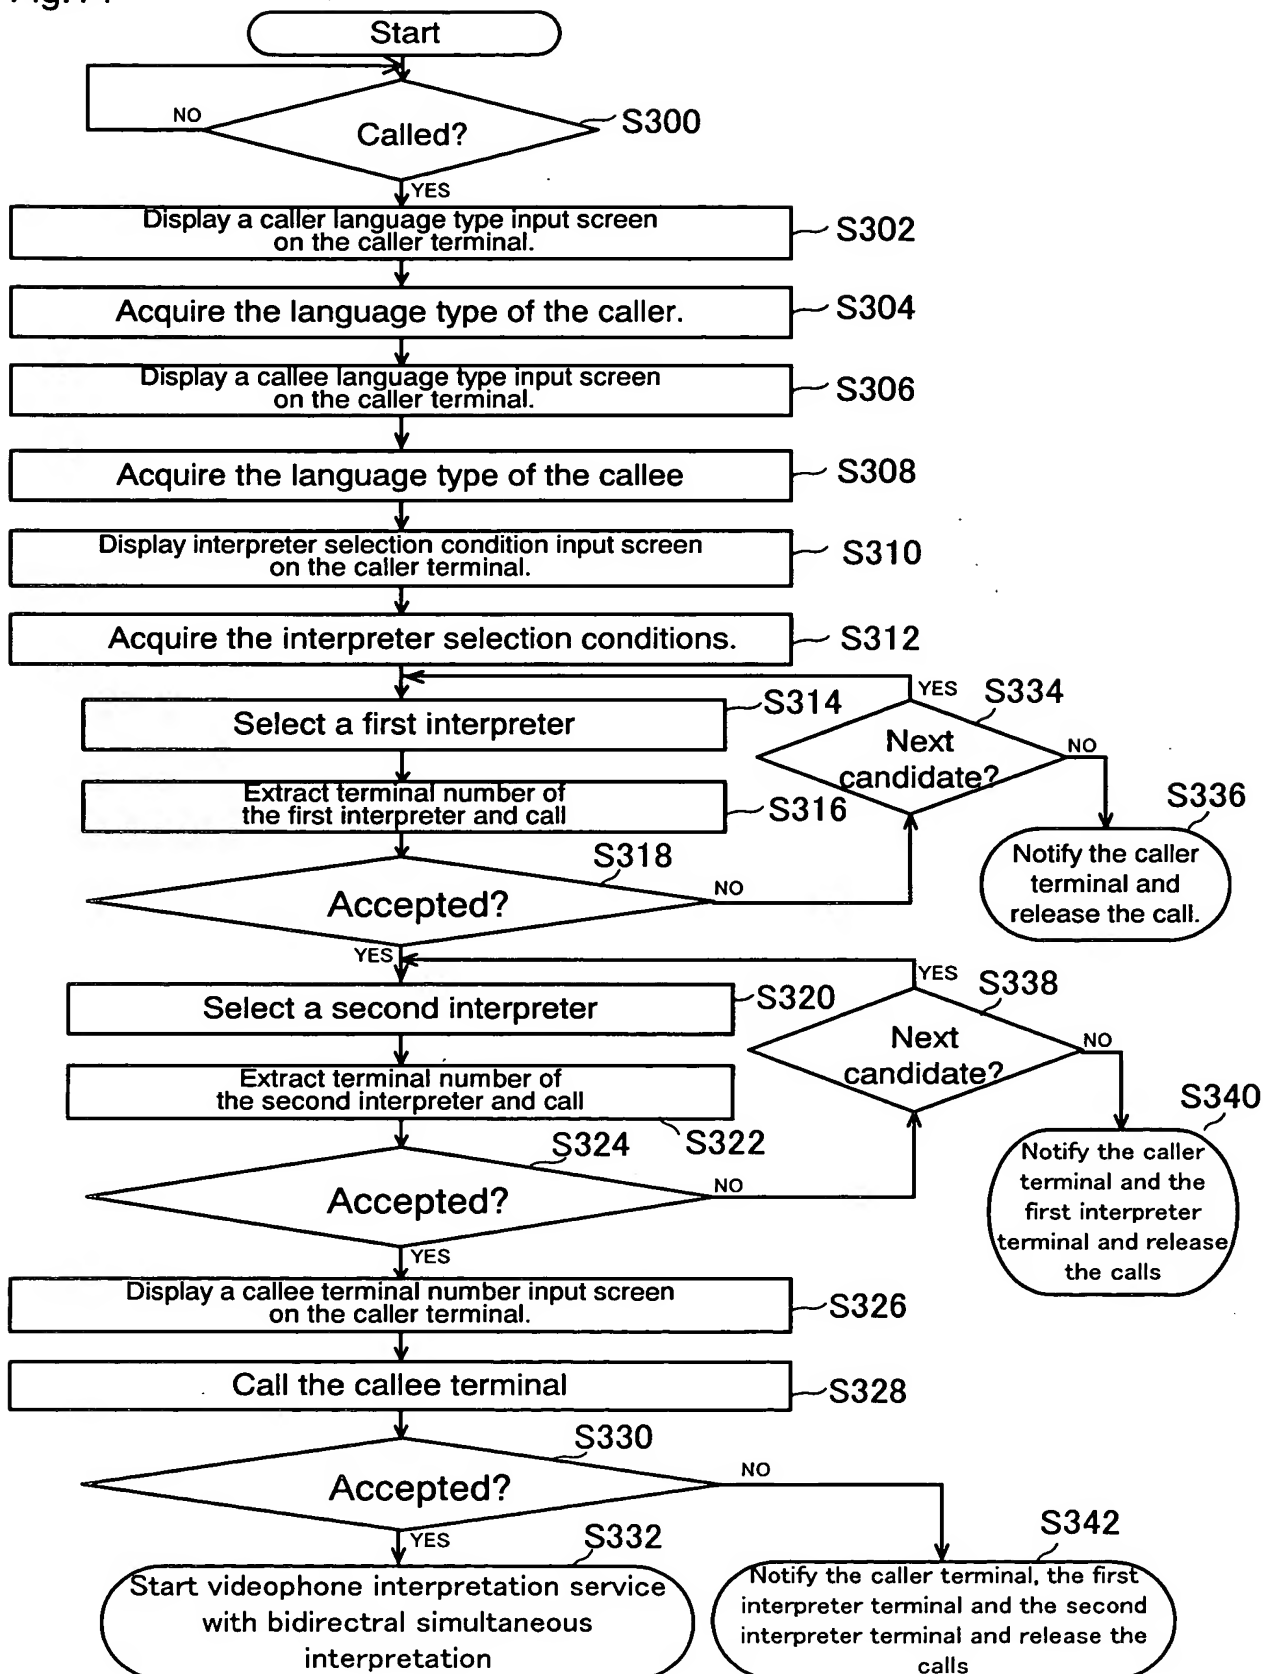 Start
NO
Called?
S300
YES
Display a caller language type input screen
on the caller terminal.
S302
Acquire the language type of the caller.
S304
Display a callee language type input screen
on the caller terminal.
S306
Acquire the language type of the callee
S308
Display interpreter selection condition input screen
on the caller terminal.
S310
Acquire the interpreter selection conditions.
S312
YES
S334
Select a first interpreter
S314
Next
candidate?
NO
Extract terminal number of
the first interpreter and call
S316
S336
Notify the caller
terminal and
release the call.
S318
Accepted?
NO
YES
YES
S338
Select a second interpreter
S320
Next
candidate?
NO
Extract terminal number of
the second interpreter and call
S322
S340
Notify the caller
terminal and the
first interpreter
terminal and release
the calls
S324
Accepted?
NO
YES
Display a callee terminal number input screen
on the caller terminal.
S326
Call the callee terminal
S328
S330
Accepted?
NO
YES
S332
Start videophone interpretation service
with bidirectral simultaneous
interpretation
S342
Notify the caller terminal, the first
interpreter terminal and the second
interpreter terminal and release the
calls